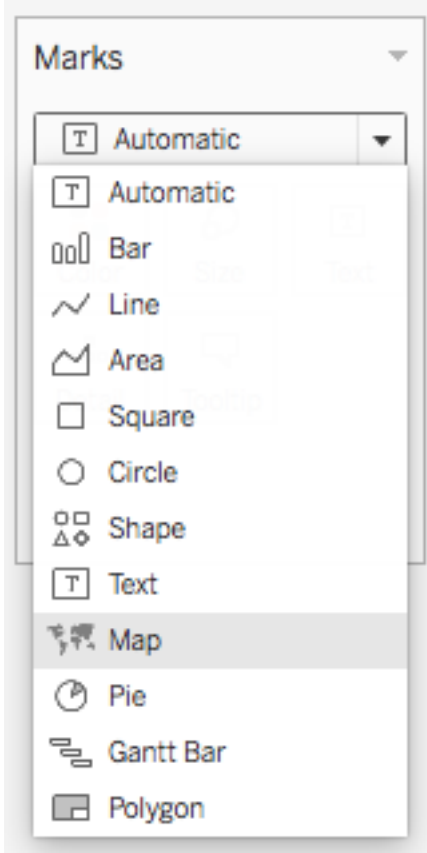 Marks
Automatic
Automatic
Bar
Line
Area
Square
Circle
Shape
Text
Map
Pie
Gantt Bar
Polygon